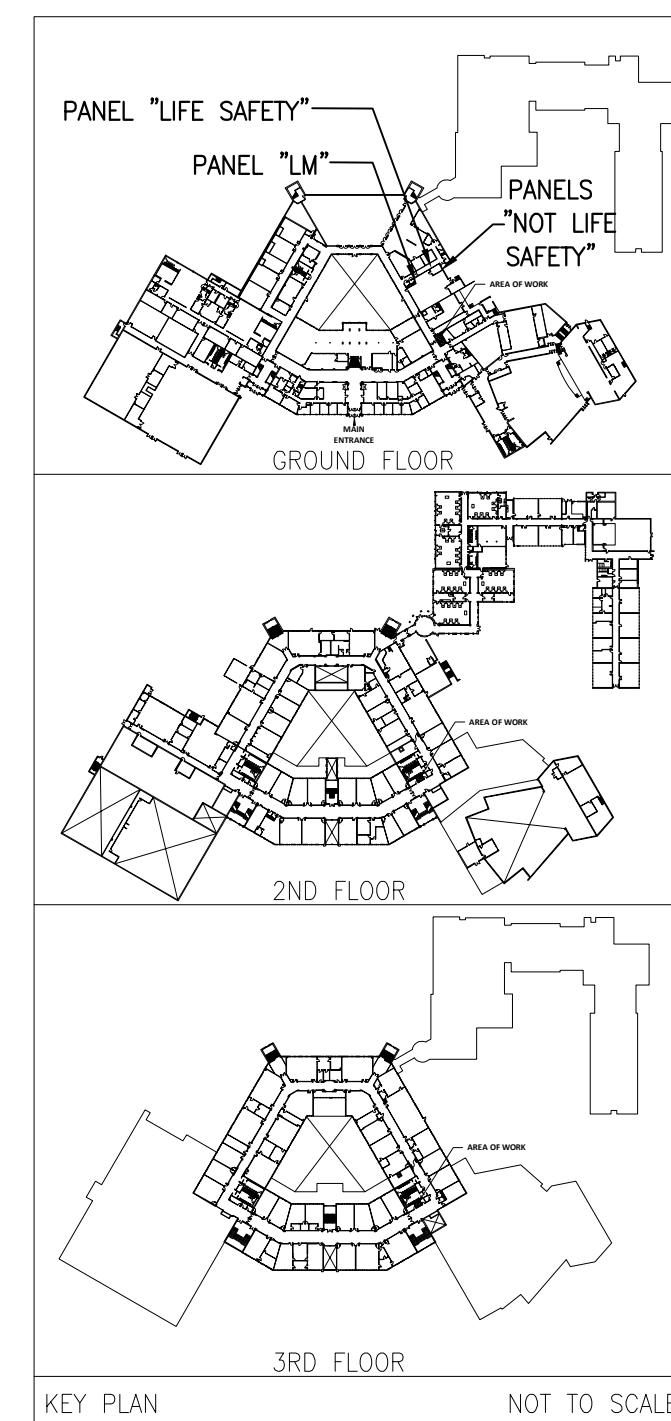 PANEL "LIFE SAFETY"
PANEL "LM"
PANELS
"NOT LIFE
SAFETY"
AREA OF WORK
MAIN
ENTRANCE
GROUND FLOOR
AREA OF WORK
2ND FLOOR
AREA OF WORK
3RD FLOOR
KEY PLAN
NOT TO SCALE